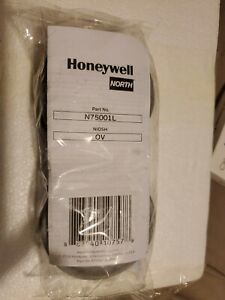 Honeywell
NORTH
Part No.
N75001L
NIOSH
OV